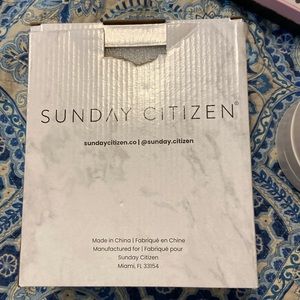 SUNDAY CITIZEN®
sundaycitizen.co | @sunday.citizen
Made in China | Fabriqué en Chine
Manufactured for | Fabriqué pour
Sunday Citizen
Miami, FL 33154